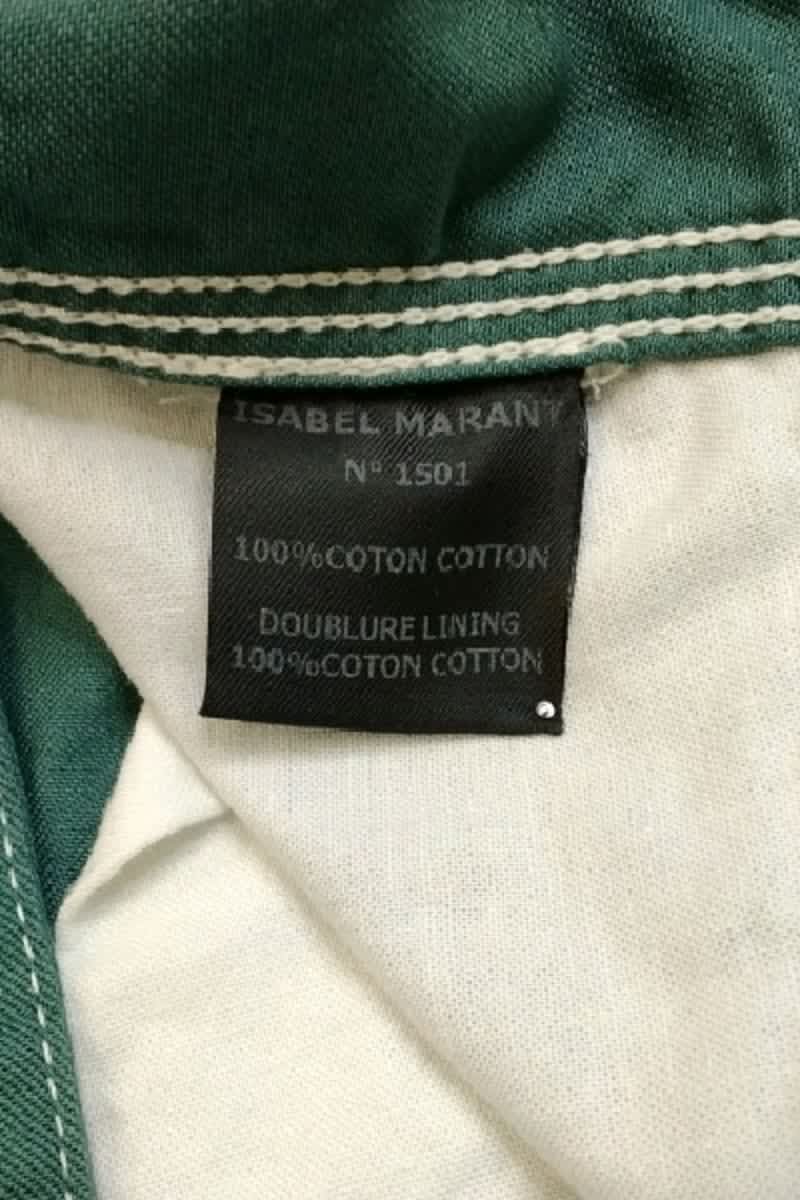 ISABEL MARANT
N° 1501
100%COTON COTTON
DOUBLURE LINING
100%COTON COTTON